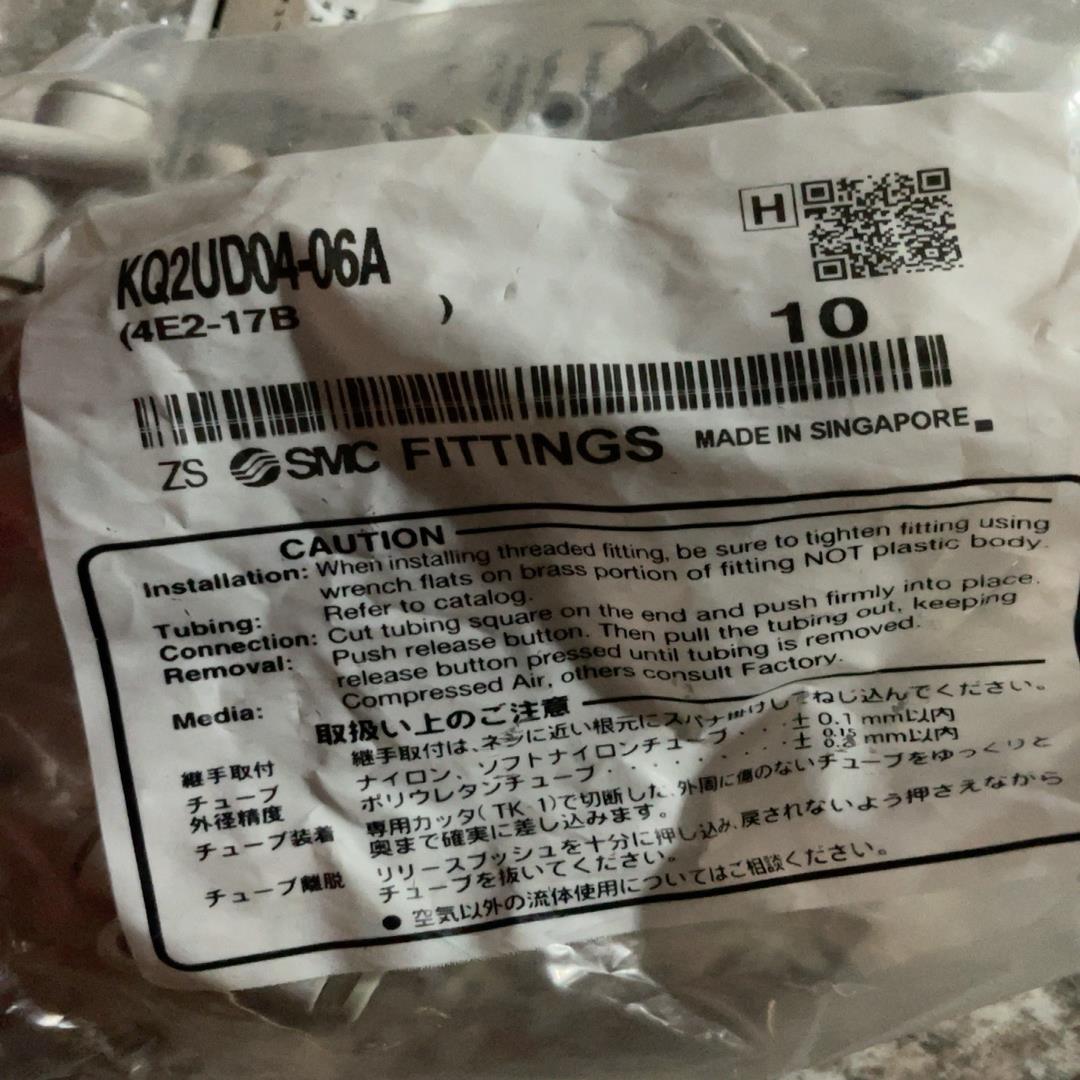 H
KQ2UD04-06A
(4E2-17B )
10
ZS SMC FITTINGS MADE IN SINGAPORE
CAUTION
Installation: When installing threaded fitting, be sure to tighten fitting using
wrench flats on brass portion of fitting NOT plastic body.
Tubing: Refer to catalog.
Connection: Cut tubing square on the end and push firmly into place.
Removal: Push release button. Then pull the tubing out, keeping
release button pressed until tubing is removed.
Media: Compressed Air, others consult Factory.
取扱い上のご注意
継手取付 継手取付は、ネジに近い根元にスパナ掛けしてねじ込んでください。
チューブ ナイロン、ソフトナイロンチューブ・・・± 0.1 mm以内
外径精度 ポリウレタンチューブ・・・・・・・・・± mm以内
チューブ装着 専用カッタ(TK-1)で切断した、外周に傷のないチューブをゆっくりと
奥まで確実に差し込みます。
チューブ離脱 リリースブッシュを十分に押し込み、戻されないよう押さえながら
チューブを抜いてください。
● 空気以外の流体使用についてはご相談ください。